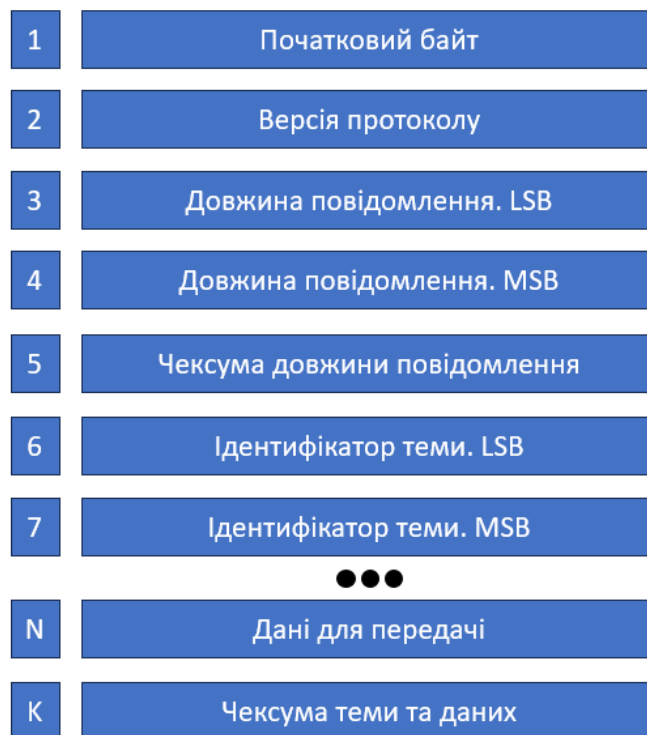 1 Початковий байт
2 Версія протоколу
3 Довжина повідомлення. LSB
4 Довжина повідомлення. MSB
5 Чексума довжини повідомлення
6 Ідентифікатор теми. LSB
7 Ідентифікатор теми. MSB
N Дані для передачі
K Чексума теми та даних